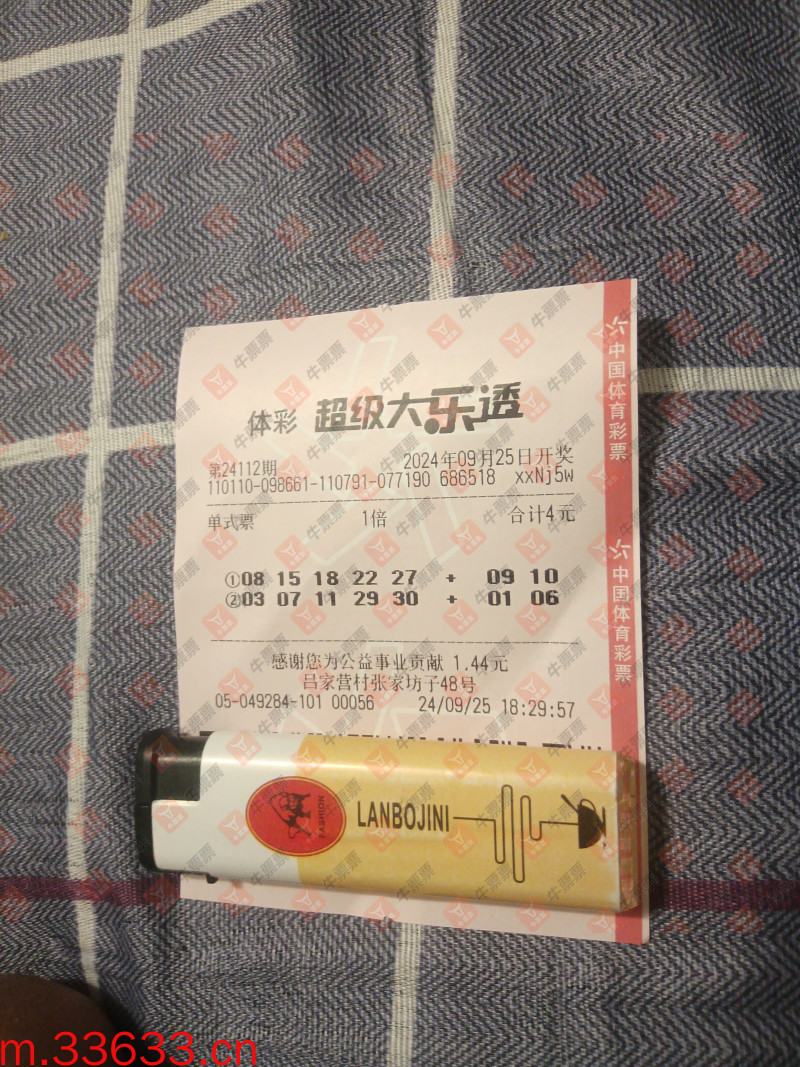 体彩 超级大乐透
第24112期 2024年09月25日开奖
110110-098661-110791-077190 686518 xxNj5w
单式票 1倍 合计4元
①08 15 18 22 27 + 09 10
②03 07 11 29 30 + 01 06
感谢您为公益事业贡献 1.44元
吕家营村张家坊子48号
05-049284-101 00056 24/09/25 18:29:57
中国体育彩票
中国体育彩票
FASHION
LANBOJINI
牛票票
m.33633.cn